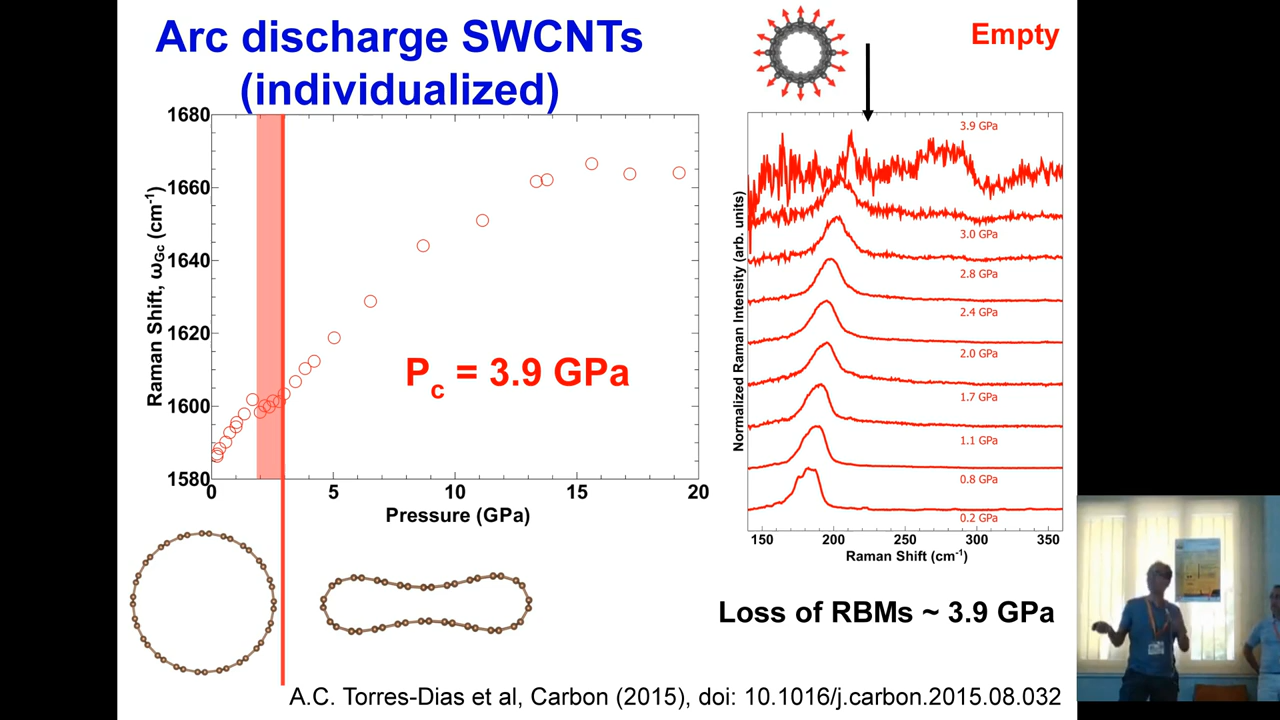 Arc discharge SWCNTs
(individualized)
Empty
1680
1660
1640
1620
1600
1580
0
5
10
15
20
Raman Shift, ωGc (cm-1)
Pressure (GPa)
Pc = 3.9 GPa
3.9 GPa
3.0 GPa
2.8 GPa
2.4 GPa
2.0 GPa
1.7 GPa
1.1 GPa
0.8 GPa
0.2 GPa
Normalized Raman Intensity (arb. units)
150
200
250
300
350
Raman Shift (cm-1)
Loss of RBMs ~ 3.9 GPa
A.C. Torres-Dias et al, Carbon (2015), doi: 10.1016/j.carbon.2015.08.032